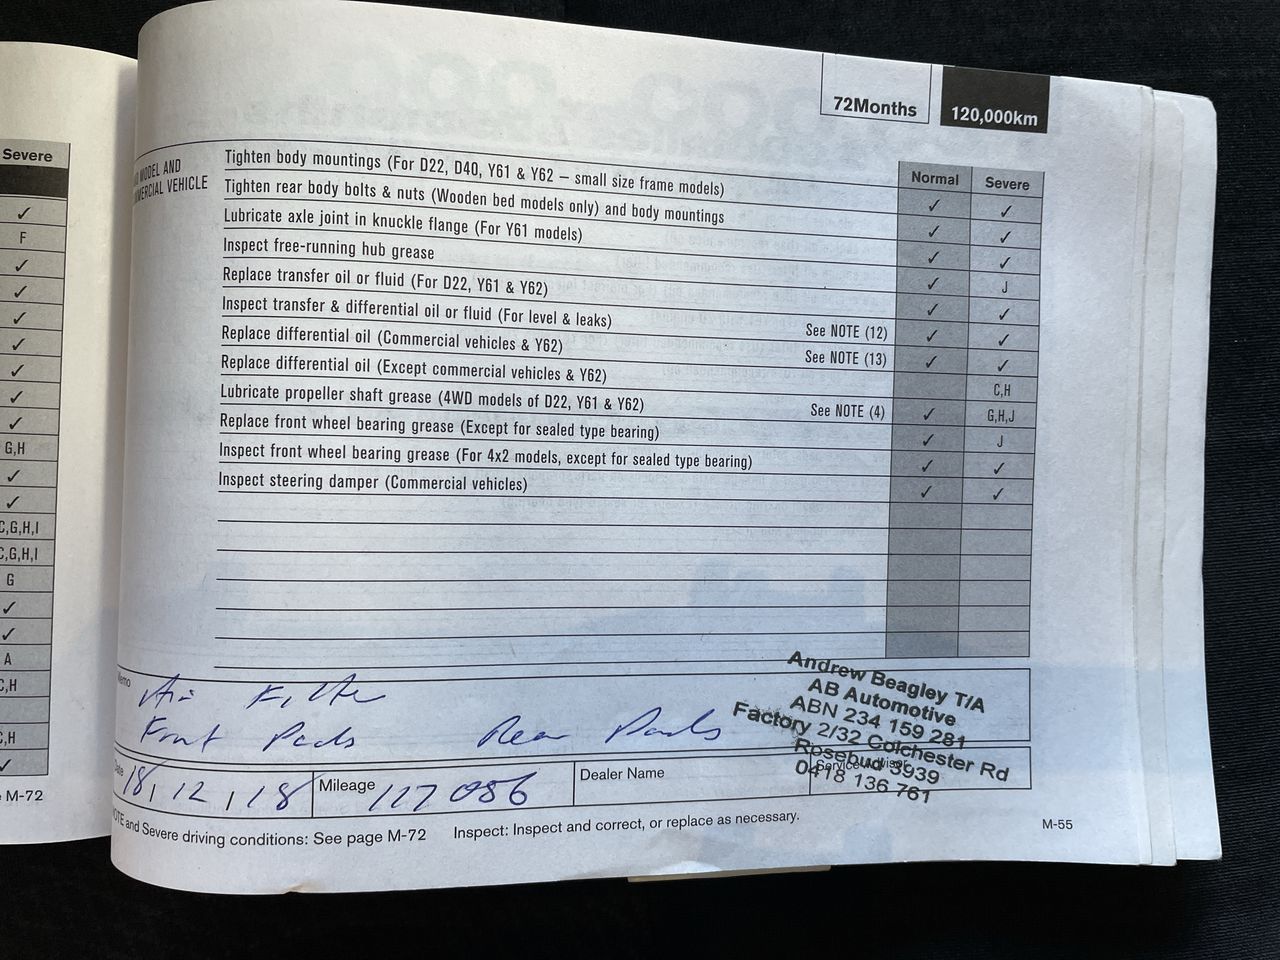 Severe
✓
F
✓
✓
✓
✓
✓
✓
✓
G,H
✓
✓
C,G,H,I
C,G,H,I
G
✓
✓
A
C,H
C,H
✓
M-72
72Months
120,000km
MODEL AND
COMMERCIAL VEHICLE
Normal Severe
Tighten body mountings (For D22, D40, Y61 & Y62 – small size frame models) ✓ ✓
Tighten rear body bolts & nuts (Wooden bed models only) and body mountings ✓ ✓
Lubricate axle joint in knuckle flange (For Y61 models) ✓ ✓
Inspect free-running hub grease ✓ J
Replace transfer oil or fluid (For D22, Y61 & Y62) ✓ ✓
Inspect transfer & differential oil or fluid (For level & leaks) See NOTE (12) ✓ ✓
Replace differential oil (Commercial vehicles & Y62) See NOTE (13) ✓ ✓
Replace differential oil (Except commercial vehicles & Y62) C,H
Lubricate propeller shaft grease (4WD models of D22, Y61 & Y62) See NOTE (4) ✓ G,H,J
Replace front wheel bearing grease (Except for sealed type bearing) ✓ J
Inspect front wheel bearing grease (For 4x2 models, except for sealed type bearing) ✓ ✓
Inspect steering damper (Commercial vehicles) ✓ ✓
Memo
Air Filter
Front Pads Rear Pads
Andrew Beagley T/A
AB Automotive
ABN 234 159 281
Factory 2/32 Colchester Rd
Rosebud 3939
0418 136 761
Date 18/12/18
Mileage 117 086
Dealer Name
Service Advisor
NOTE and Severe driving conditions: See page M-72 Inspect: Inspect and correct, or replace as necessary.
M-55